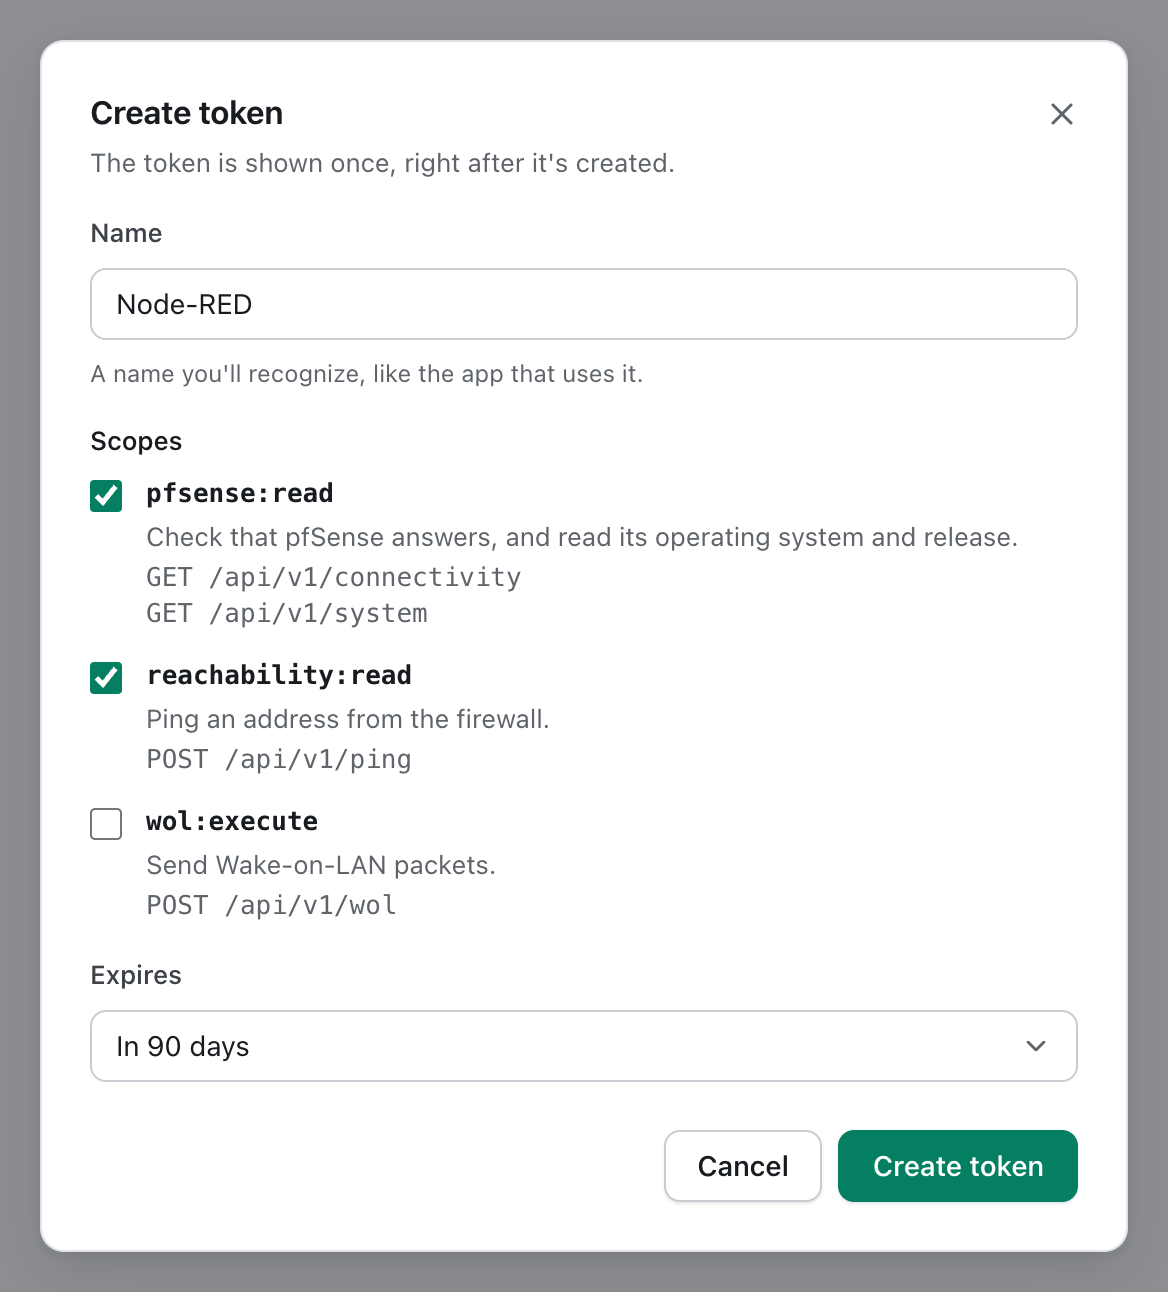 Create token
The token is shown once, right after it's created.
Name
Node-RED
A name you'll recognize, like the app that uses it.
Scopes
pfsense:read
Check that pfSense answers, and read its operating system and release.
GET /api/v1/connectivity
GET /api/v1/system
reachability:read
Ping an address from the firewall.
POST /api/v1/ping
wol:execute
Send Wake-on-LAN packets.
POST /api/v1/wol
Expires
In 90 days
Cancel
Create token